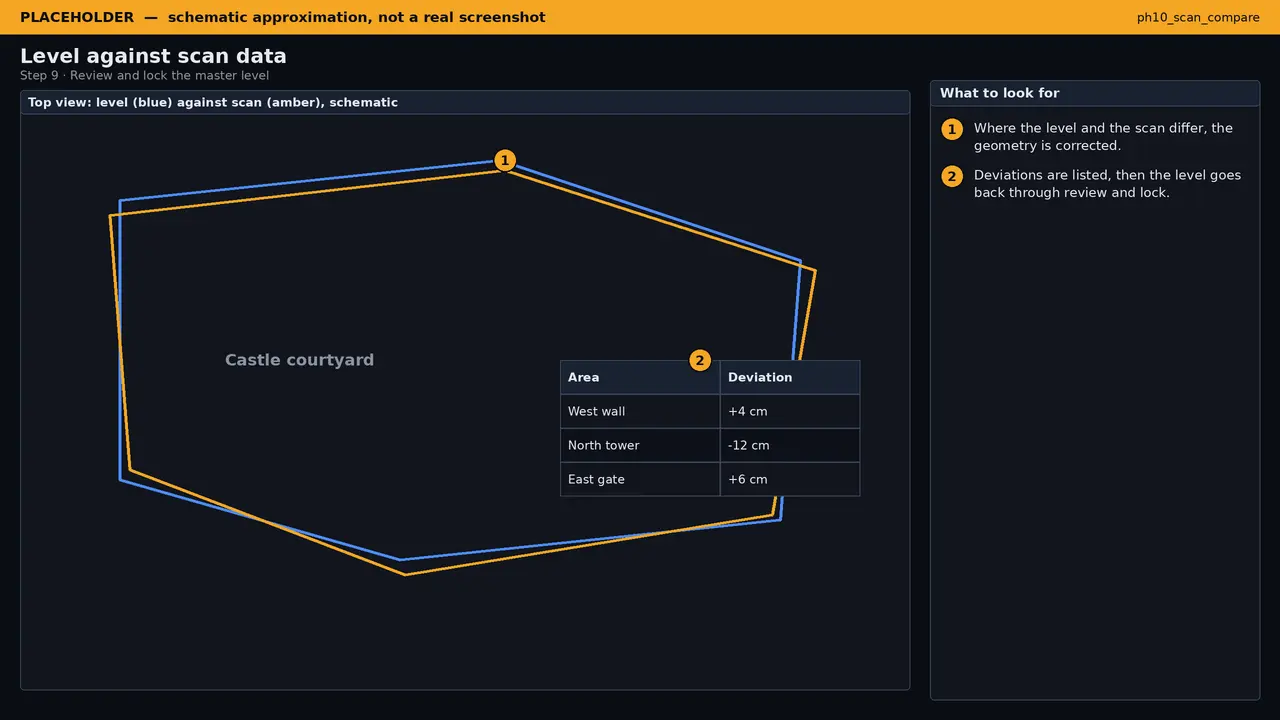 PLACEHOLDER — schematic approximation, not a real screenshot
ph10_scan_compare
Level against scan data
Step 9 · Review and lock the master level
Top view: level (blue) against scan (amber), schematic
1
Castle courtyard
2
Area Deviation
West wall +4 cm
North tower -12 cm
East gate +6 cm
What to look for
1 Where the level and the scan differ, the
geometry is corrected.
2 Deviations are listed, then the level goes
back through review and lock.